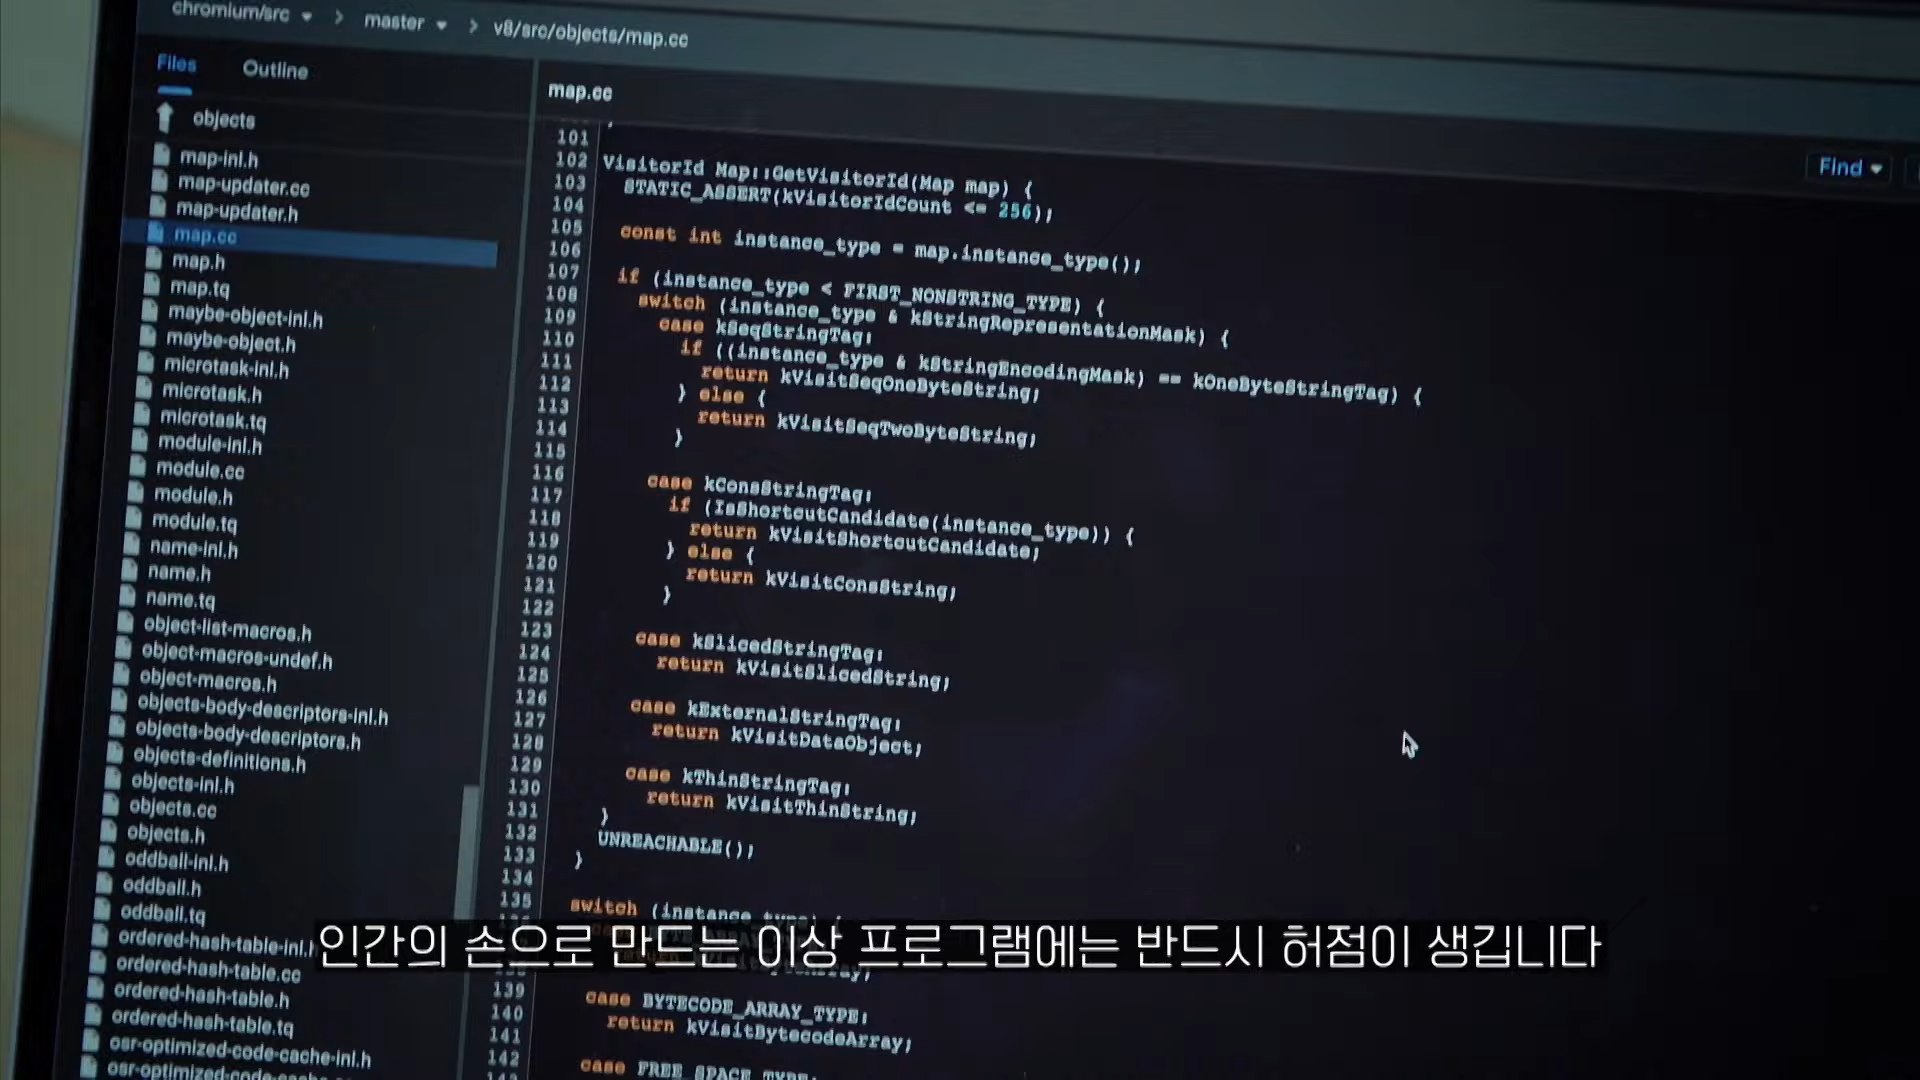 chromium/src > master > v8/src/objects/map.cc
Files Outline
objects
map-inl.h
map-updater.cc
map-updater.h
map.cc
map.h
map.tq
maybe-object-inl.h
maybe-object.h
microtask-inl.h
microtask.h
microtask.tq
module-inl.h
module.cc
module.h
module.tq
name-inl.h
name.h
name.tq
object-list-macros.h
object-macros-undef.h
object-macros.h
objects-body-descriptors-inl.h
objects-body-descriptors.h
objects-definitions.h
objects-inl.h
objects.cc
objects.h
oddball-inl.h
oddball.h
oddball.tq
ordered-hash-table-inl.h
ordered-hash-table.cc
ordered-hash-table.h
ordered-hash-table.tq
osr-optimized-code-cache-inl.h
map.cc
Find
101
102 VisitorId Map::GetVisitorId(Map map) {
103 STATIC_ASSERT(kVisitorIdCount <= 256);
104
105 const int instance_type = map.instance_type();
106
107 if (instance_type < FIRST_NONSTRING_TYPE) {
108 switch (instance_type & kStringRepresentationMask) {
109 case kSeqStringTag:
110 if ((instance_type & kStringEncodingMask) == kOneByteStringTag) {
111 return kVisitSeqOneByteString;
112 } else {
113 return kVisitSeqTwoByteString;
114 }
115
116 case kConsStringTag:
117 if (IsShortcutCandidate(instance_type)) {
118 return kVisitShortcutCandidate;
119 } else {
120 return kVisitConsString;
121 }
122
123 case kSlicedStringTag:
124 return kVisitSlicedString;
125
126 case kExternalStringTag:
127 return kVisitDataObject;
128
129 case kThinStringTag:
130 return kVisitThinString;
131 }
132 UNREACHABLE();
133 }
134
135 switch (instance_type) {
139
140 case BYTECODE_ARRAY_TYPE:
141 return kVisitBytecodeArray;
142
case FREE_SPACE_TYPE:
인간의 손으로 만드는 이상 프로그램에는 반드시 허점이 생깁니다